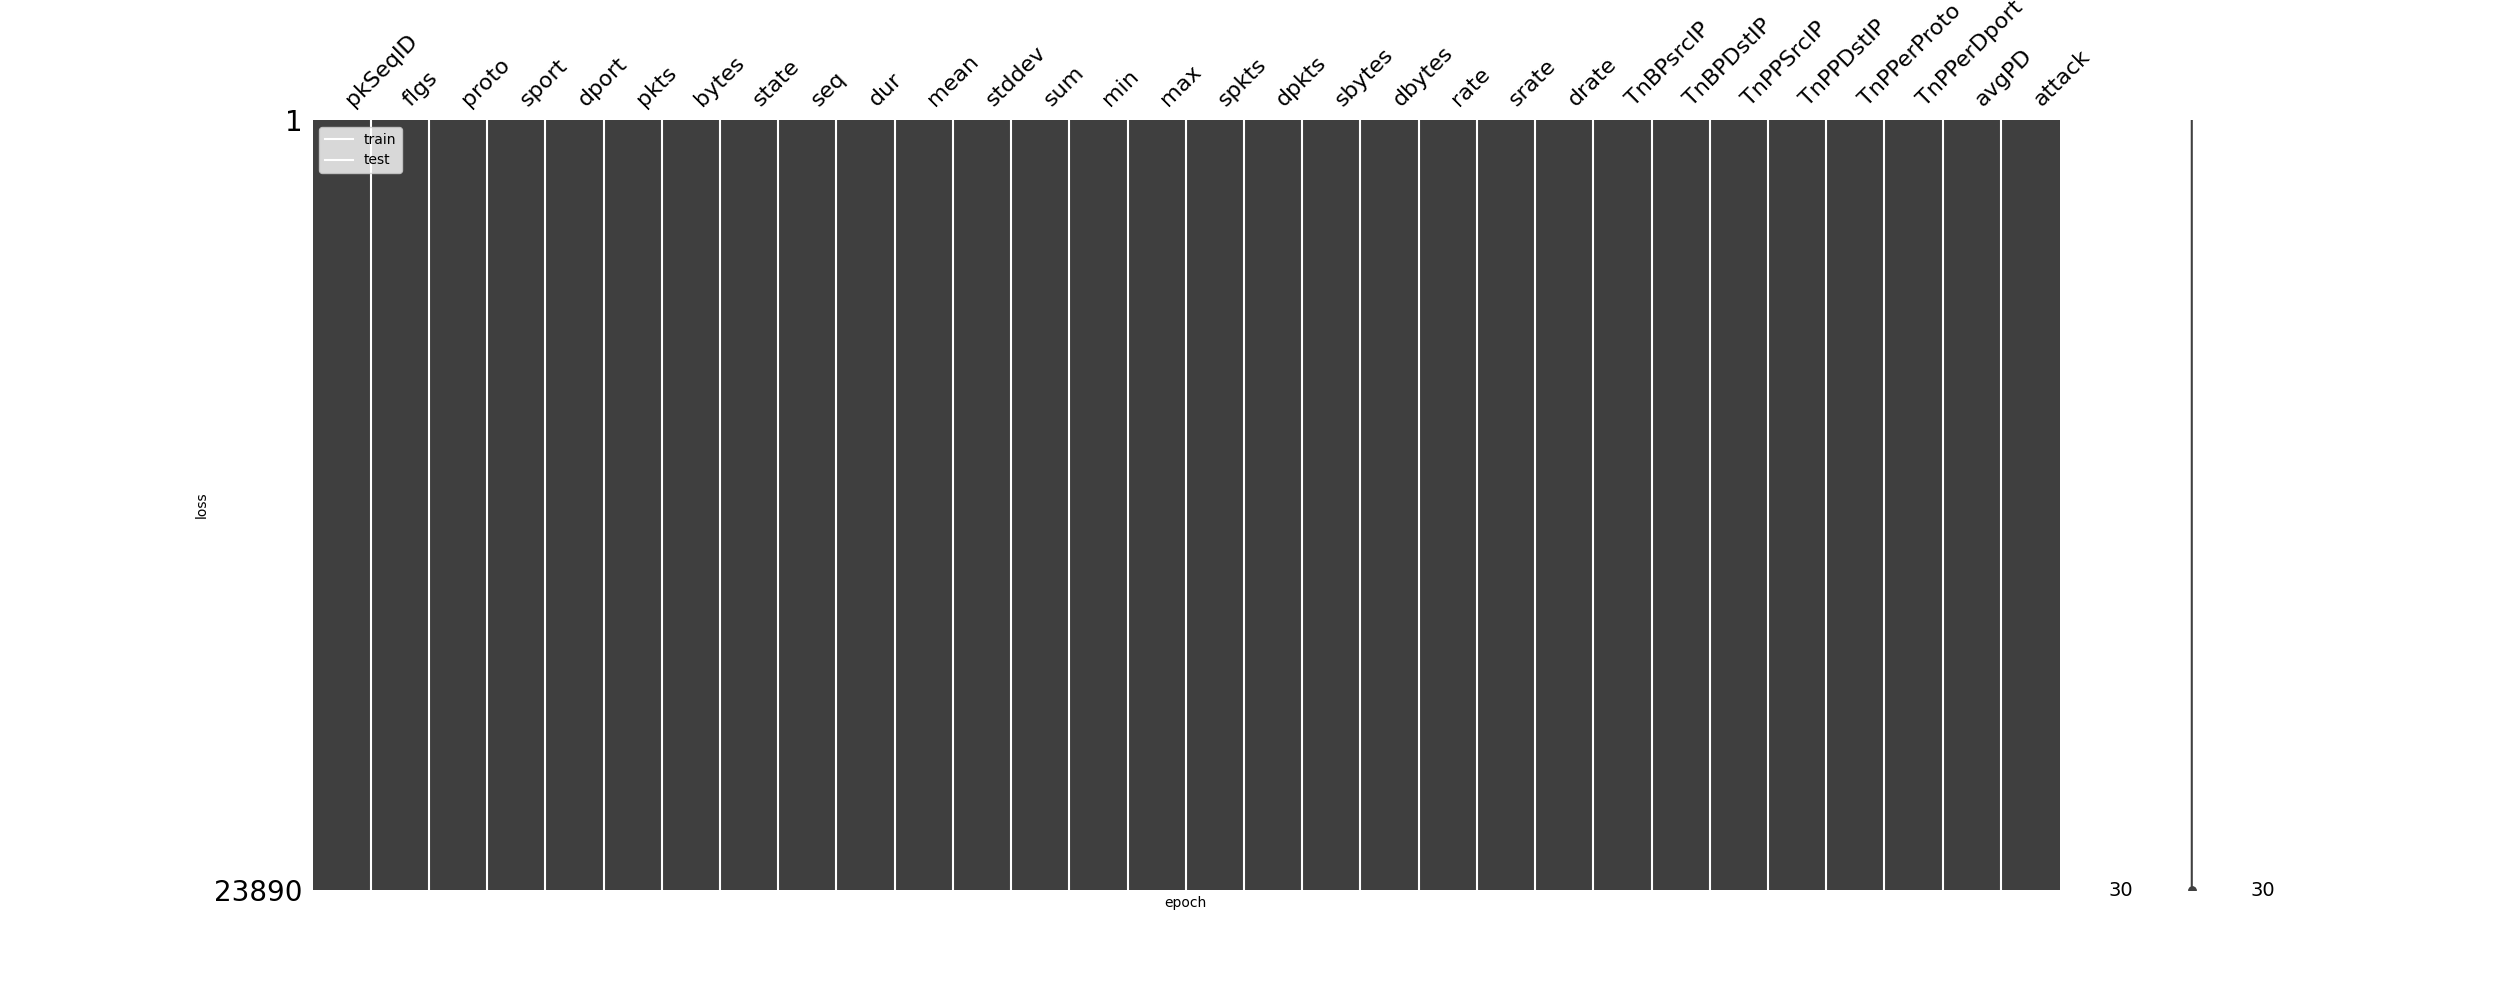 pkSeqID
flgs
proto
sport
dport
pkts
bytes
state
seq
dur
mean
stddev
sum
min
max
spkts
dpkts
sbytes
dbytes
rate
srate
drate
TnBPsrcIP
TnBPDstIP
TnPPSrcIP
TnPPDstIP
TnPPerProto
TnPPerDport
avgPD
attack
1
train
test
loss
23890
epoch
30
30